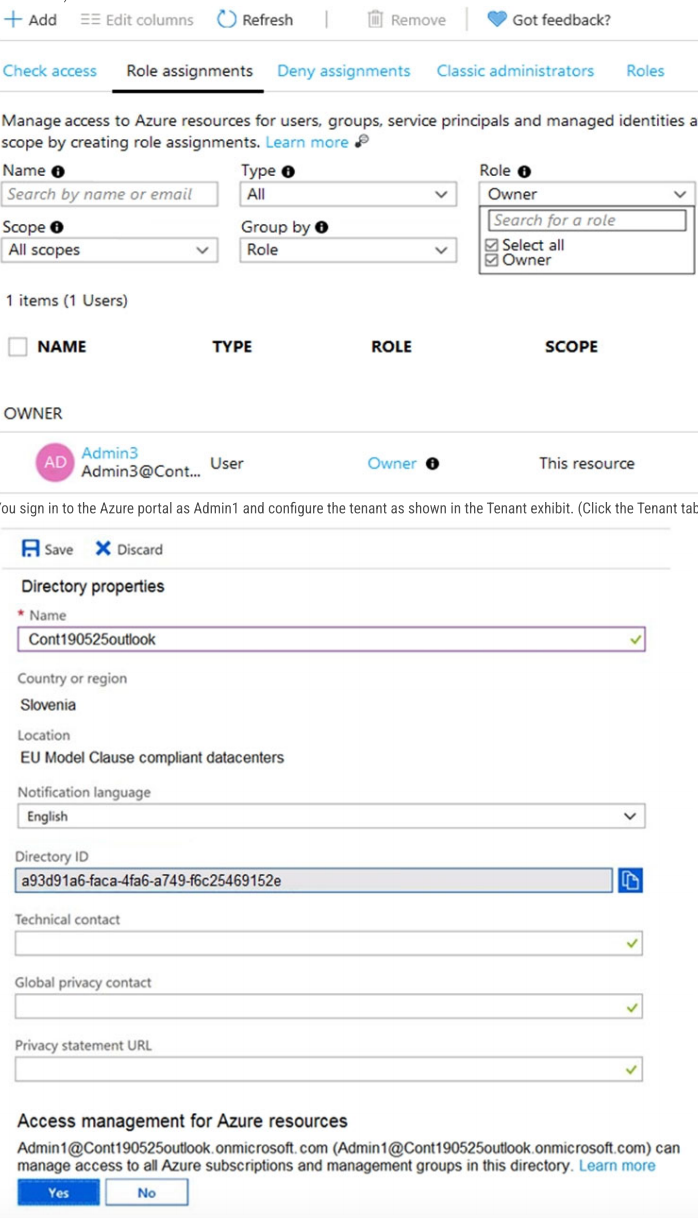 + Add Edit columns Refresh | Remove Got feedback?
Check access Role assignments Deny assignments Classic administrators Roles
Manage access to Azure resources for users, groups, service principals and managed identities a
scope by creating role assignments. Learn more
Name Type Role
Search by name or email All Owner
Search for a role
Scope Group by
Select all
All scopes Role
Owner
1 items (1 Users)
NAME TYPE ROLE SCOPE
OWNER
Admin3
AD User Owner This resource
Admin3@Cont...
ou sign in to the Azure portal as Admin1 and configure the tenant as shown in the Tenant exhibit. (Click the Tenant tab
Save Discard
Directory properties
* Name
Cont190525outlook
Country or region
Slovenia
Location
EU Model Clause compliant datacenters
Notification language
English
Directory ID
a93d91a6-faca-4fa6-a749-f6c25469152e
Technical contact
Global privacy contact
Privacy statement URL
Access management for Azure resources
Admin1@Cont190525outlook.onmicrosoft.com (Admin1@Cont190525outlook.onmicrosoft.com) can
manage access to all Azure subscriptions and management groups in this directory. Learn more
Yes No